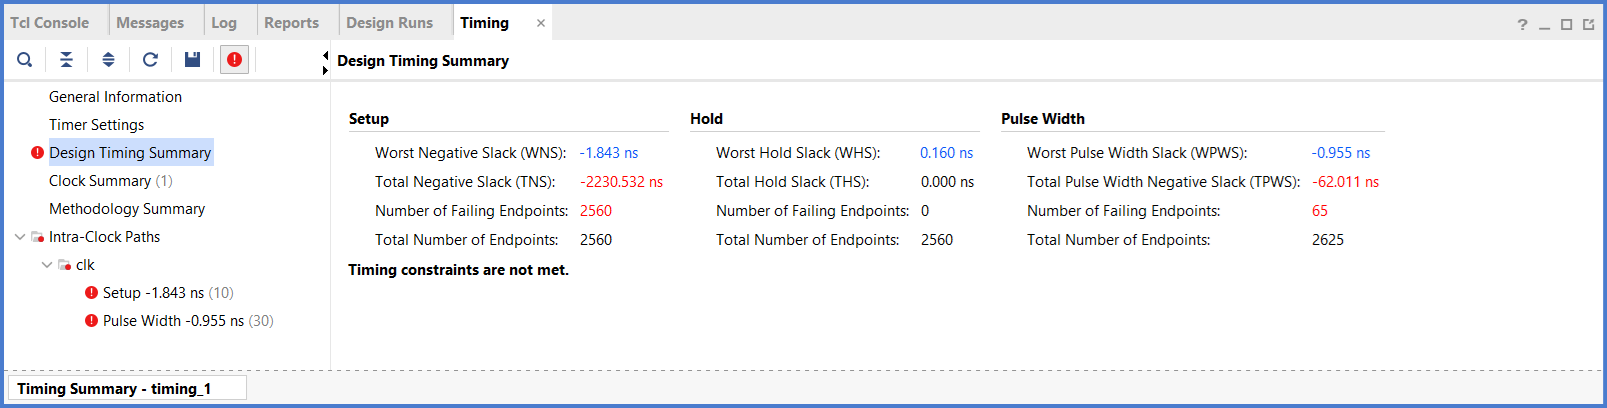 Tcl Console Messages Log Reports Design Runs Timing
Design Timing Summary
General Information
Timer Settings
Design Timing Summary
Clock Summary (1)
Methodology Summary
Intra-Clock Paths
clk
Setup -1.843 ns (10)
Pulse Width -0.955 ns (30)
Setup
Worst Negative Slack (WNS): -1.843 ns
Total Negative Slack (TNS): -2230.532 ns
Number of Failing Endpoints: 2560
Total Number of Endpoints: 2560
Hold
Worst Hold Slack (WHS): 0.160 ns
Total Hold Slack (THS): 0.000 ns
Number of Failing Endpoints: 0
Total Number of Endpoints: 2560
Pulse Width
Worst Pulse Width Slack (WPWS): -0.955 ns
Total Pulse Width Negative Slack (TPWS): -62.011 ns
Number of Failing Endpoints: 65
Total Number of Endpoints: 2625
Timing constraints are not met.
Timing Summary - timing_1